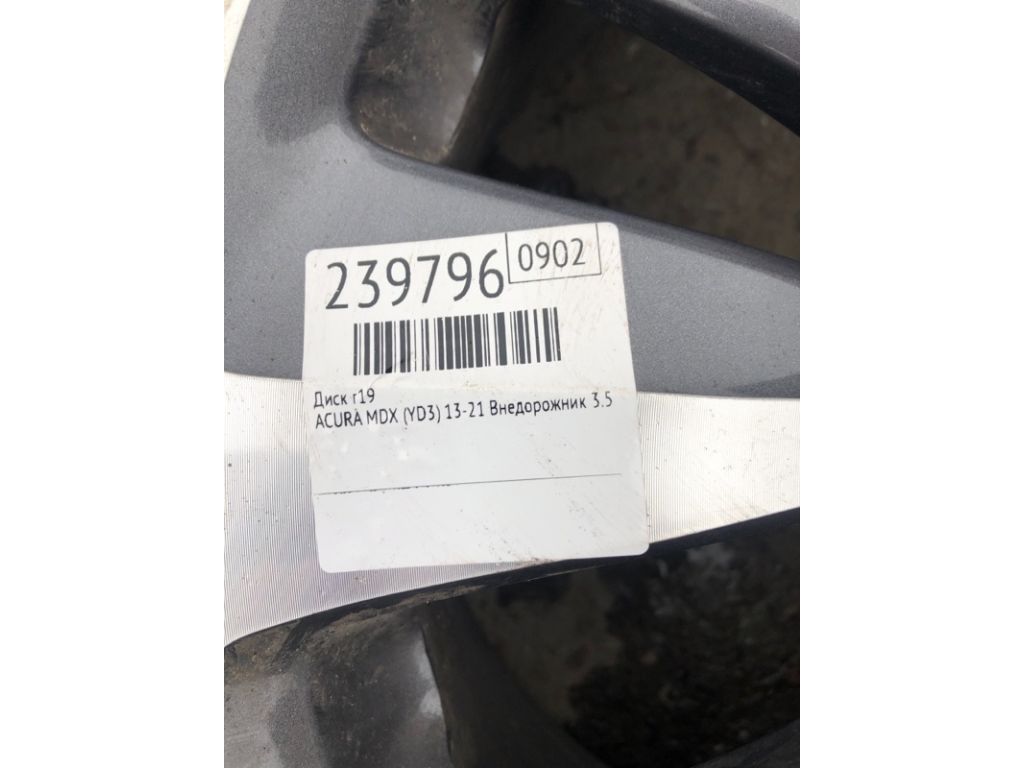 239796 0902
Диск r19
ACURA MDX (YD3) 13-21 Внедорожник 3.5